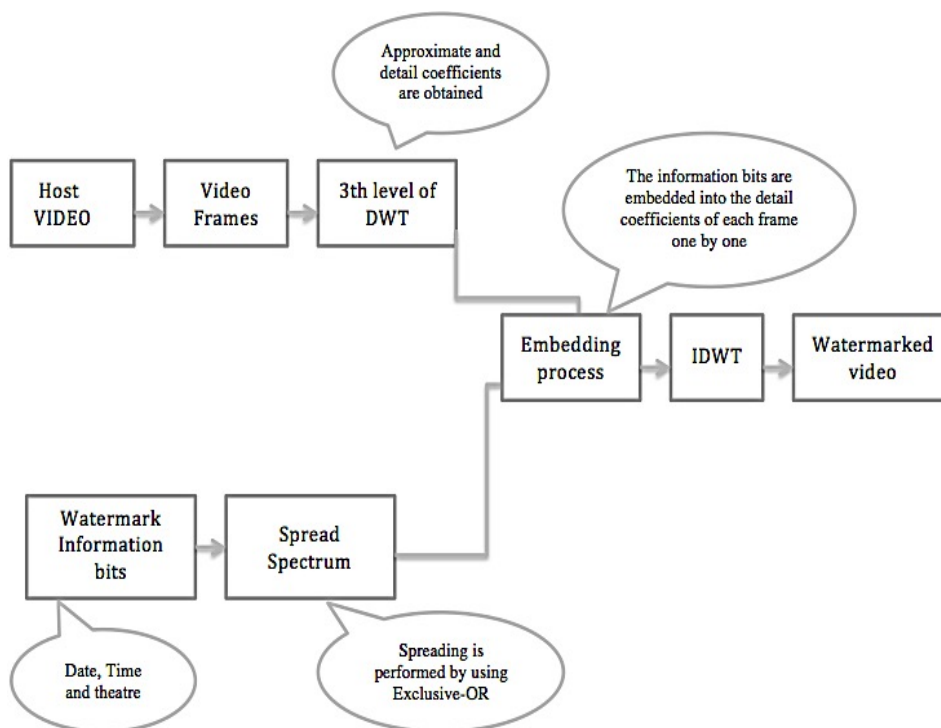 Approximate and
detail coefficients
are obtained
Host
VIDEO
Video
Frames
3th level of
DWT
The information bits are
embedded into the detail
coefficients of each frame
one by one
Embedding
process
IDWT
Watermarked
video
Watermark
Information
bits
Spread
Spectrum
Date, Time
and theatre
Spreading is
performed by using
Exclusive-OR